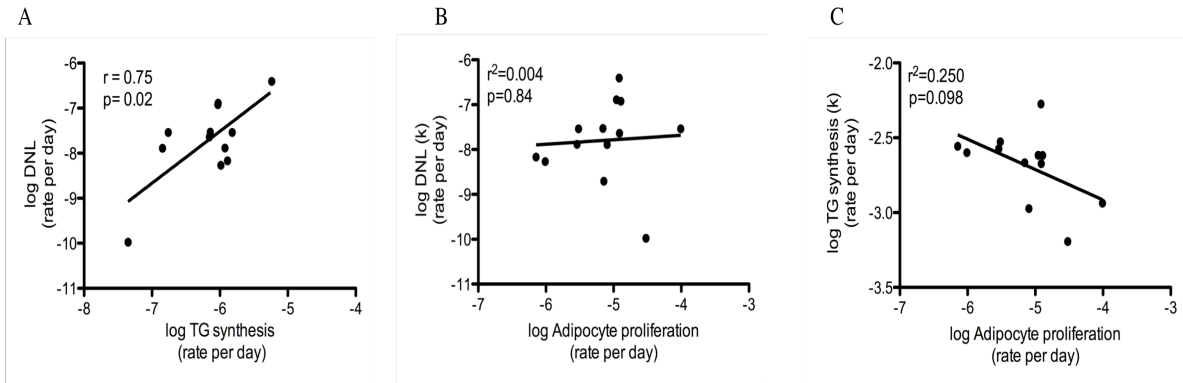 A
r = 0.75
p= 0.02
-6
-7
-8
-9
-10
-11
-8
-7
-6
-5
-4
log DNL
(rate per day)
log TG synthesis
(rate per day)
B
r²=0.004
p=0.84
-6
-7
-8
-9
-10
-11
-7
-6
-5
-4
-3
log DNL (k)
(rate per day)
log Adipocyte proliferation
(rate per day)
C
r²=0.250
p=0.098
-2.0
-2.5
-3.0
-3.5
-7
-6
-5
-4
-3
log TG synthesis (k)
(rate per day)
log Adipocyte proliferation
(rate per day)